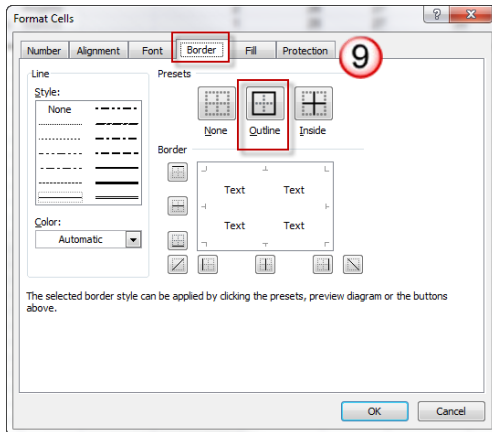 Format Cells
Number Alignment Font Border Fill Protection
9
Line
Style:
None
Color:
Automatic
Presets
None Outline Inside
Border
Text Text
Text Text
The selected border style can be applied by clicking the presets, preview diagram or the buttons
above.
OK Cancel